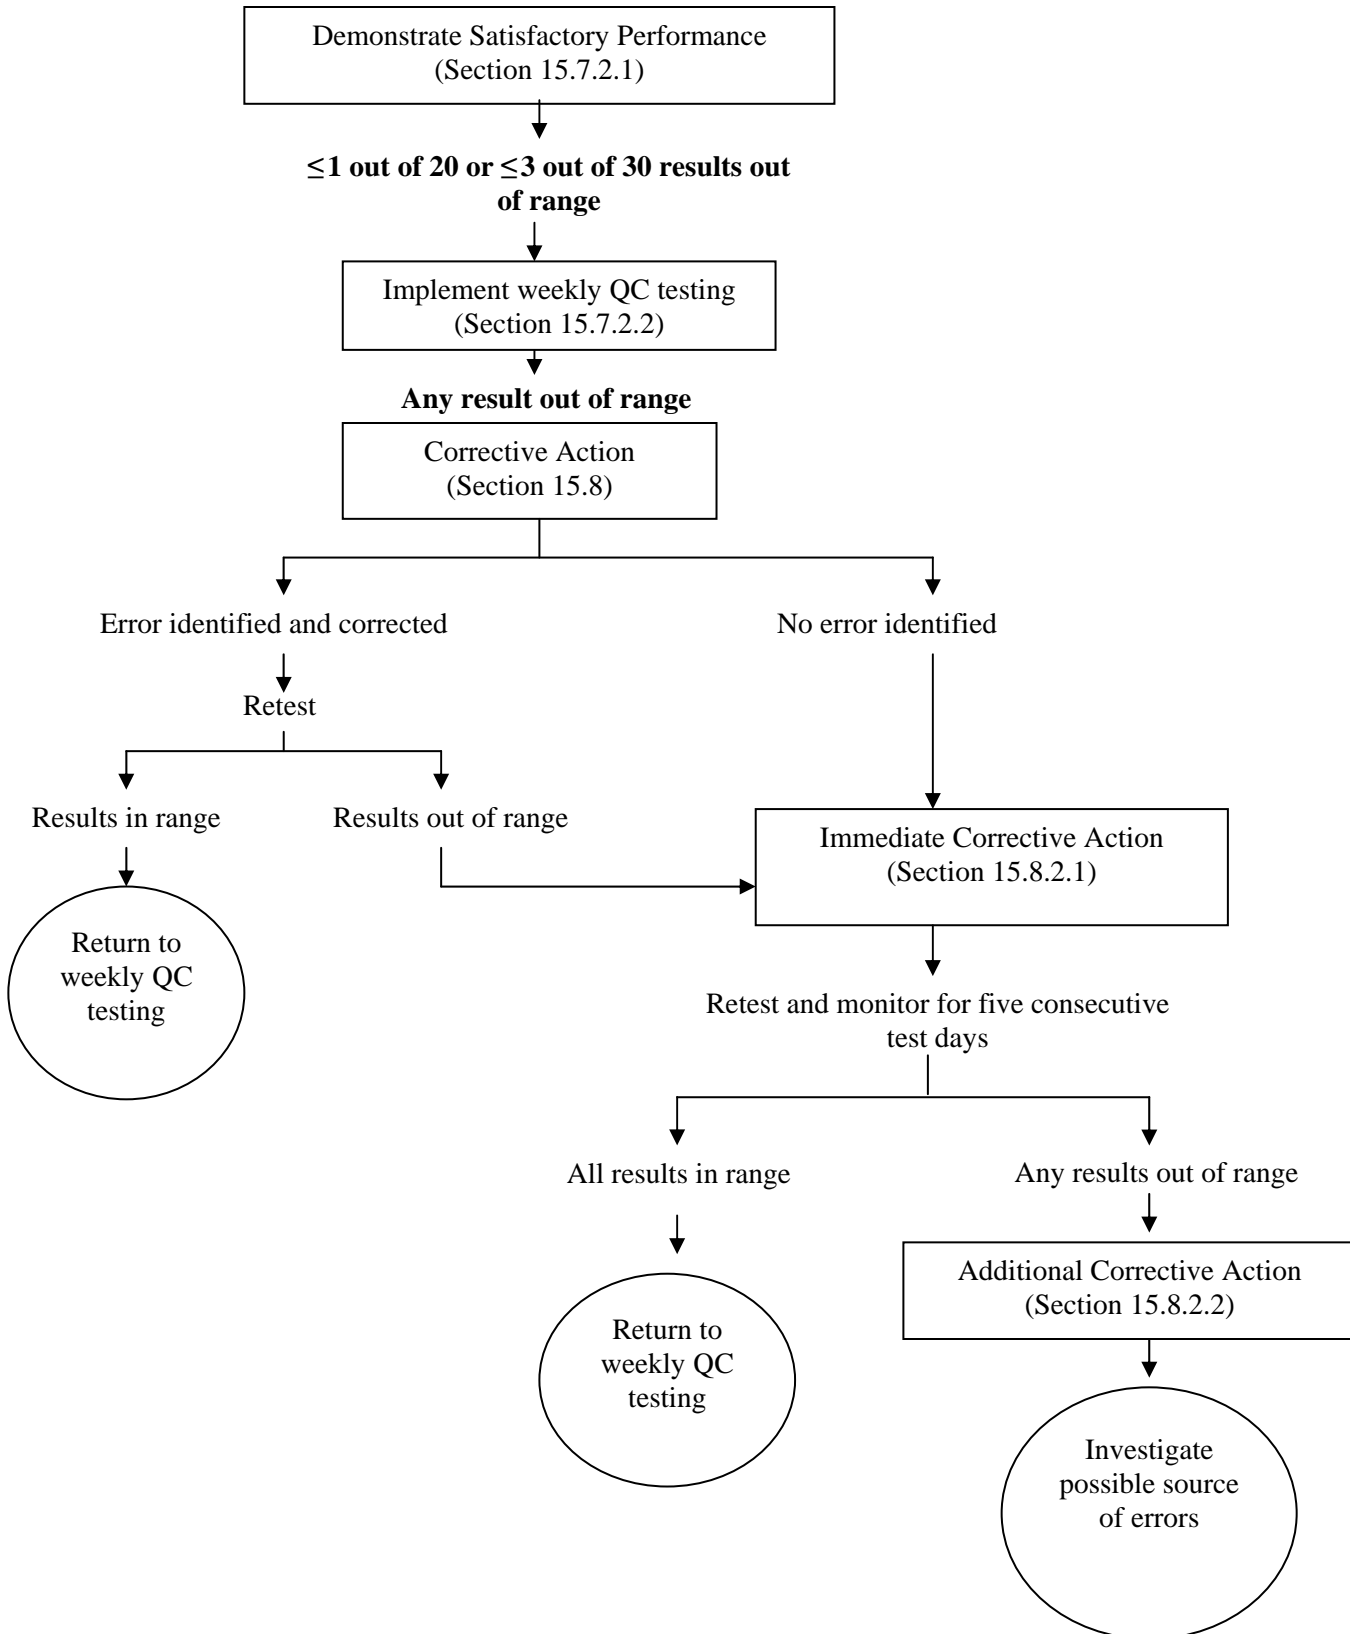 Demonstrate Satisfactory Performance
(Section 15.7.2.1)
≤1 out of 20 or ≤3 out of 30 results out
of range
Implement weekly QC testing
(Section 15.7.2.2)
Any result out of range
Corrective Action
(Section 15.8)
Error identified and corrected
No error identified
Retest
Results in range
Results out of range
Immediate Corrective Action
(Section 15.8.2.1)
Return to
weekly QC
testing
Retest and monitor for five consecutive
test days
All results in range
Any results out of range
Additional Corrective Action
(Section 15.8.2.2)
Return to
weekly QC
testing
Investigate
possible source
of errors